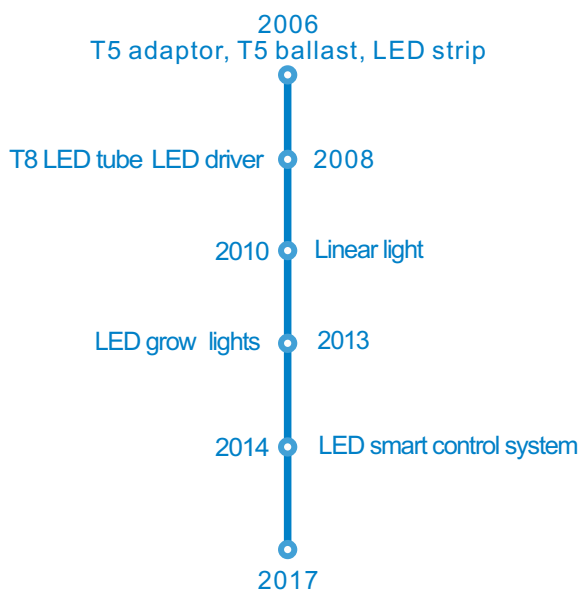 2006
T5 adaptor, T5 ballast, LED strip
T8 LED tube LED driver 2008
2010 Linear light
LED grow lights 2013
2014 LED smart control system
2017